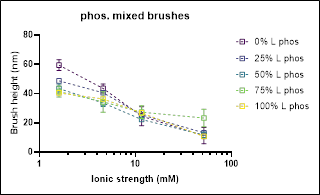 phos. mixed brushes
80
60
40
20
0
Brush height (nm)
1
10
100
Ionic strength (mM)
0% L phos
25% L phos
50% L phos
75% L phos
100% L phos